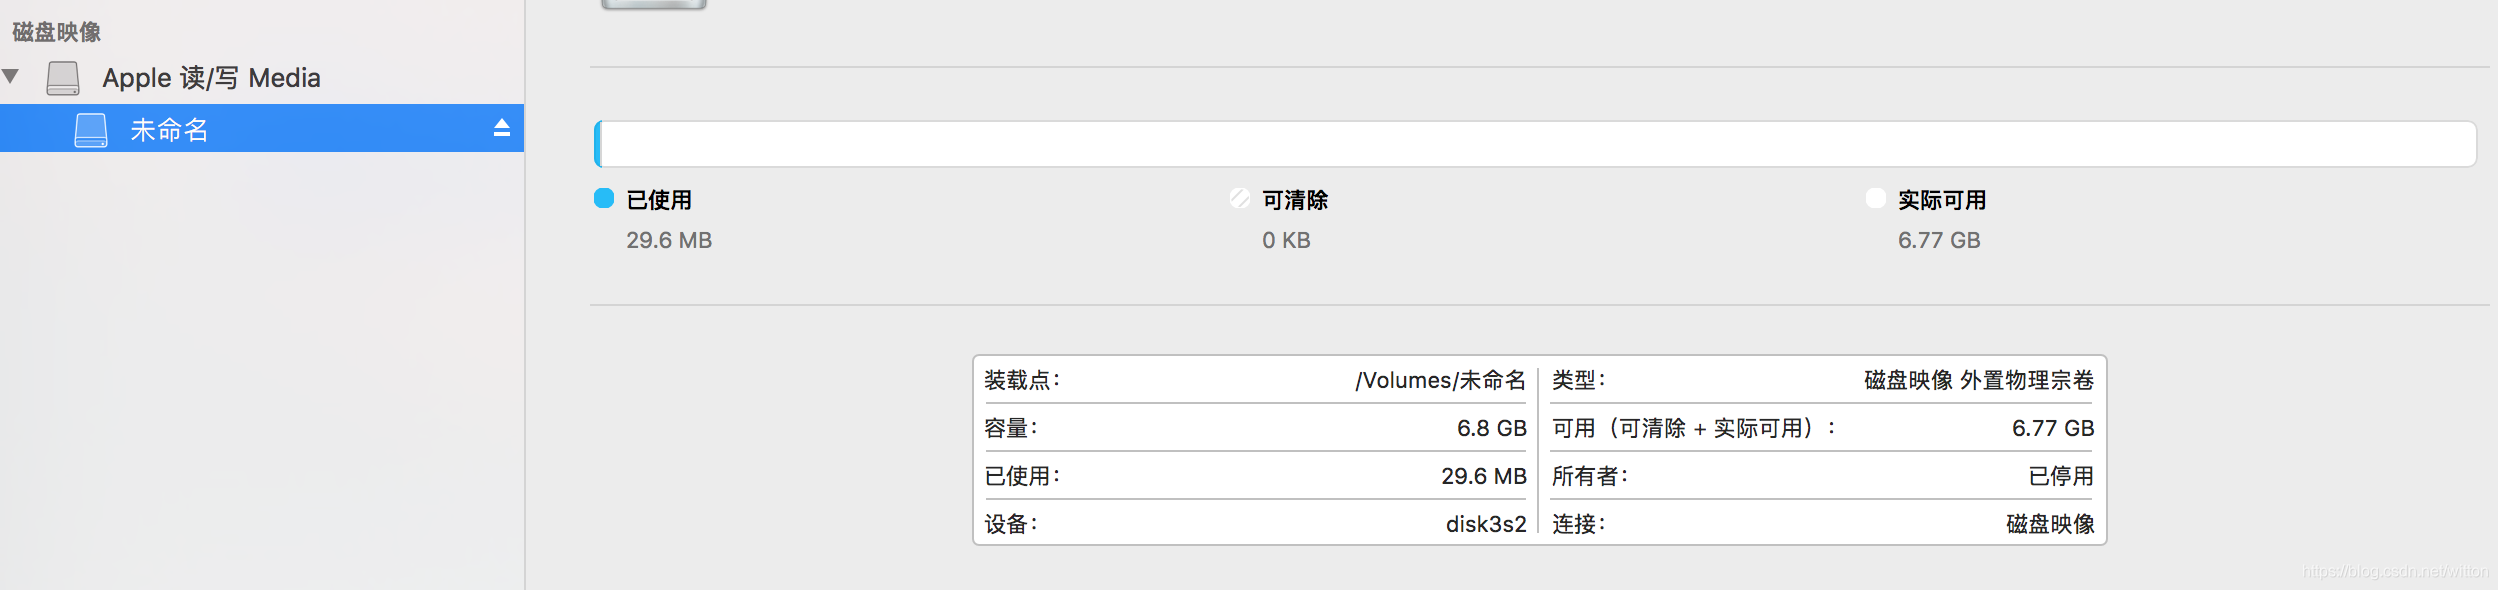 磁盘映像
Apple 读/写 Media
未命名
已使用
29.6 MB
可清除
0 KB
实际可用
6.77 GB
装载点： /Volumes/未命名
容量： 6.8 GB
已使用： 29.6 MB
设备： disk3s2
类型： 磁盘映像 外置物理宗卷
可用（可清除 + 实际可用）： 6.77 GB
所有者： 已停用
连接： 磁盘映像
https://blog.csdn.net/witton